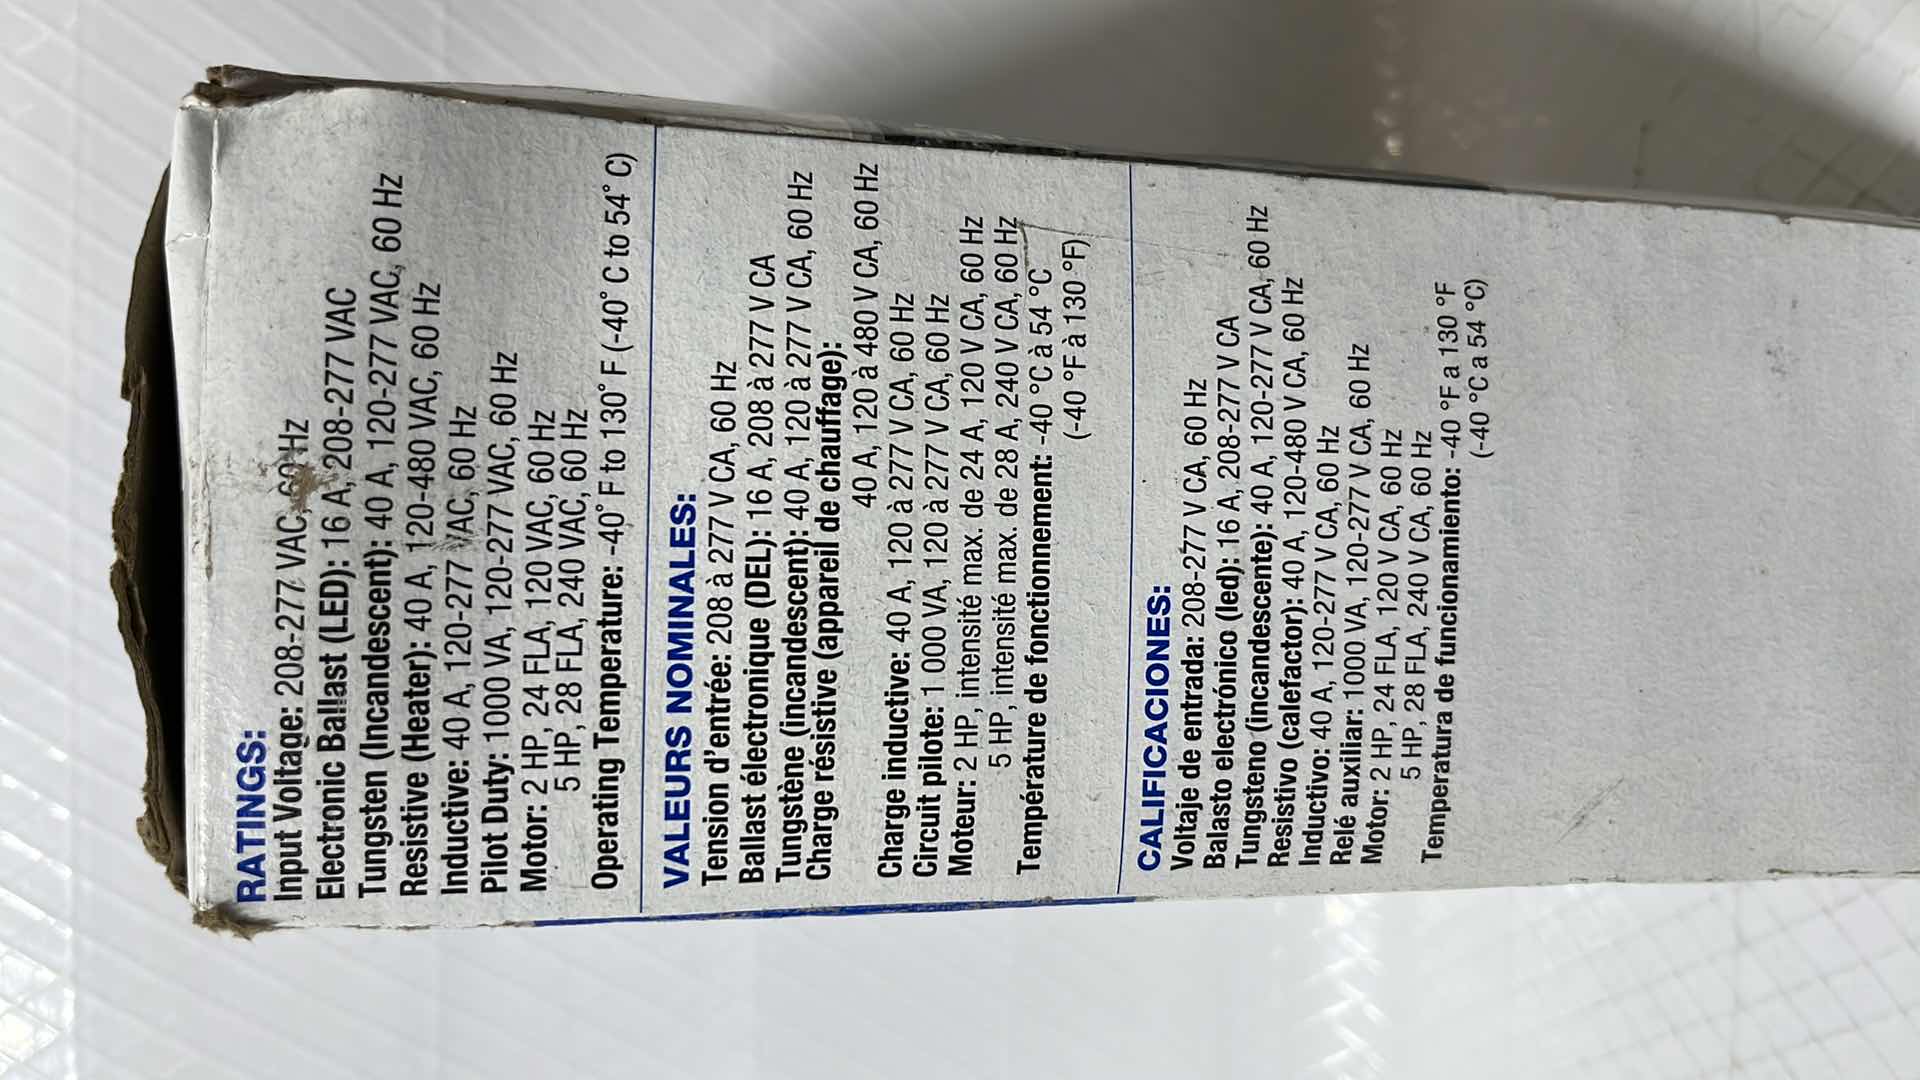 RATINGS:
Input Voltage: 208-277 VAC, 60 Hz
Electronic Ballast (LED): 16 A, 208-277 VAC
Tungsten (Incandescent): 40 A, 120-277 VAC, 60 Hz
Resistive (Heater): 40 A, 120-480 VAC, 60 Hz
Inductive: 40 A, 120-277 VAC, 60 Hz
Pilot Duty: 1000 VA, 120-277 VAC, 60 Hz
Motor: 2 HP, 24 FLA, 120 VAC, 60 Hz
5 HP, 28 FLA, 240 VAC, 60 Hz
Operating Temperature: -40° F to 130° F (-40° C to 54° C)
VALEURS NOMINALES:
Tension d'entrée: 208 à 277 V CA, 60 Hz
Ballast électronique (DEL): 16 A, 208 à 277 V CA
Tungstène (incandescent): 40 A, 120 à 277 V CA, 60 Hz
Charge résistive (appareil de chauffage):
40 A, 120 à 480 V CA, 60 Hz
Charge inductive: 40 A, 120 à 277 V CA, 60 Hz
Circuit pilote: 1 000 VA, 120 à 277 V CA, 60 Hz
Moteur: 2 HP, intensité max. de 24 A, 120 V CA, 60 Hz
5 HP, intensité max. de 28 A, 240 V CA, 60 Hz
Température de fonctionnement: -40 °C à 54 °C
(-40 °F à 130 °F)
CALIFICACIONES:
Voltaje de entrada: 208-277 V CA, 60 Hz
Balasto electrónico (led): 16 A, 208-277 V CA
Tungsteno (incandescente): 40 A, 120-277 V CA, 60 Hz
Resistivo (calefactor): 40 A, 120-480 V CA, 60 Hz
Inductivo: 40 A, 120-277 V CA, 60 Hz
Relé auxiliar: 1000 VA, 120-277 V CA, 60 Hz
Motor: 2 HP, 24 FLA, 120 V CA, 60 Hz
5 HP, 28 FLA, 240 V CA, 60 Hz
Temperatura de funcionamiento: -40 °F a 130 °F
(-40 °C a 54 °C)